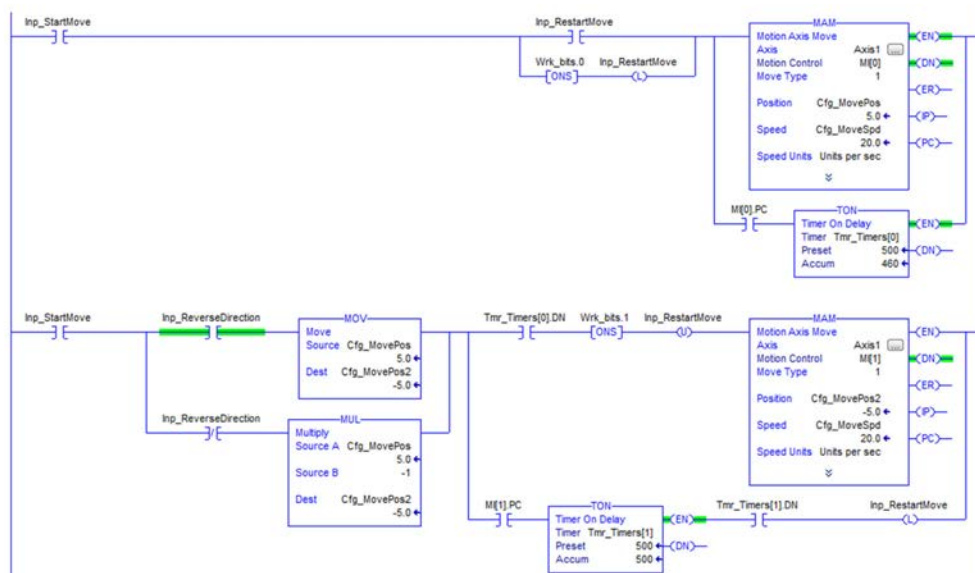 Inp_StartMove
Inp_RestartMove
Wrk_bits.0
Inp_RestartMove
ONS
L
MAM
Motion Axis Move
EN
Axis Axis1 ...
Motion Control MI[0]
DN
Move Type 1
ER
Position Cfg_MovePos
IP
5.0
Speed Cfg_MoveSpd
PC
20.0
Speed Units Units per sec
MI[0].PC
TON
Timer On Delay
EN
Timer Tmr_Timers[0]
Preset 500
DN
Accum 460
Inp_StartMove
Inp_ReverseDirection
MOV
Move
Source Cfg_MovePos
5.0
Dest Cfg_MovePos2
-5.0
Inp_ReverseDirection
MUL
Multiply
Source A Cfg_MovePos
5.0
Source B -1
Dest Cfg_MovePos2
-5.0
Tmr_Timers[0].DN
Wrk_bits.1
Inp_RestartMove
ONS
U
MAM
Motion Axis Move
EN
Axis Axis1 ...
Motion Control MI[1]
DN
Move Type 1
ER
Position Cfg_MovePos2
IP
-5.0
Speed Cfg_MoveSpd
PC
20.0
Speed Units Units per sec
MI[1].PC
TON
Timer On Delay
EN
Timer Tmr_Timers[1]
Preset 500
DN
Accum 500
Tmr_Timers[1].DN
Inp_RestartMove
L